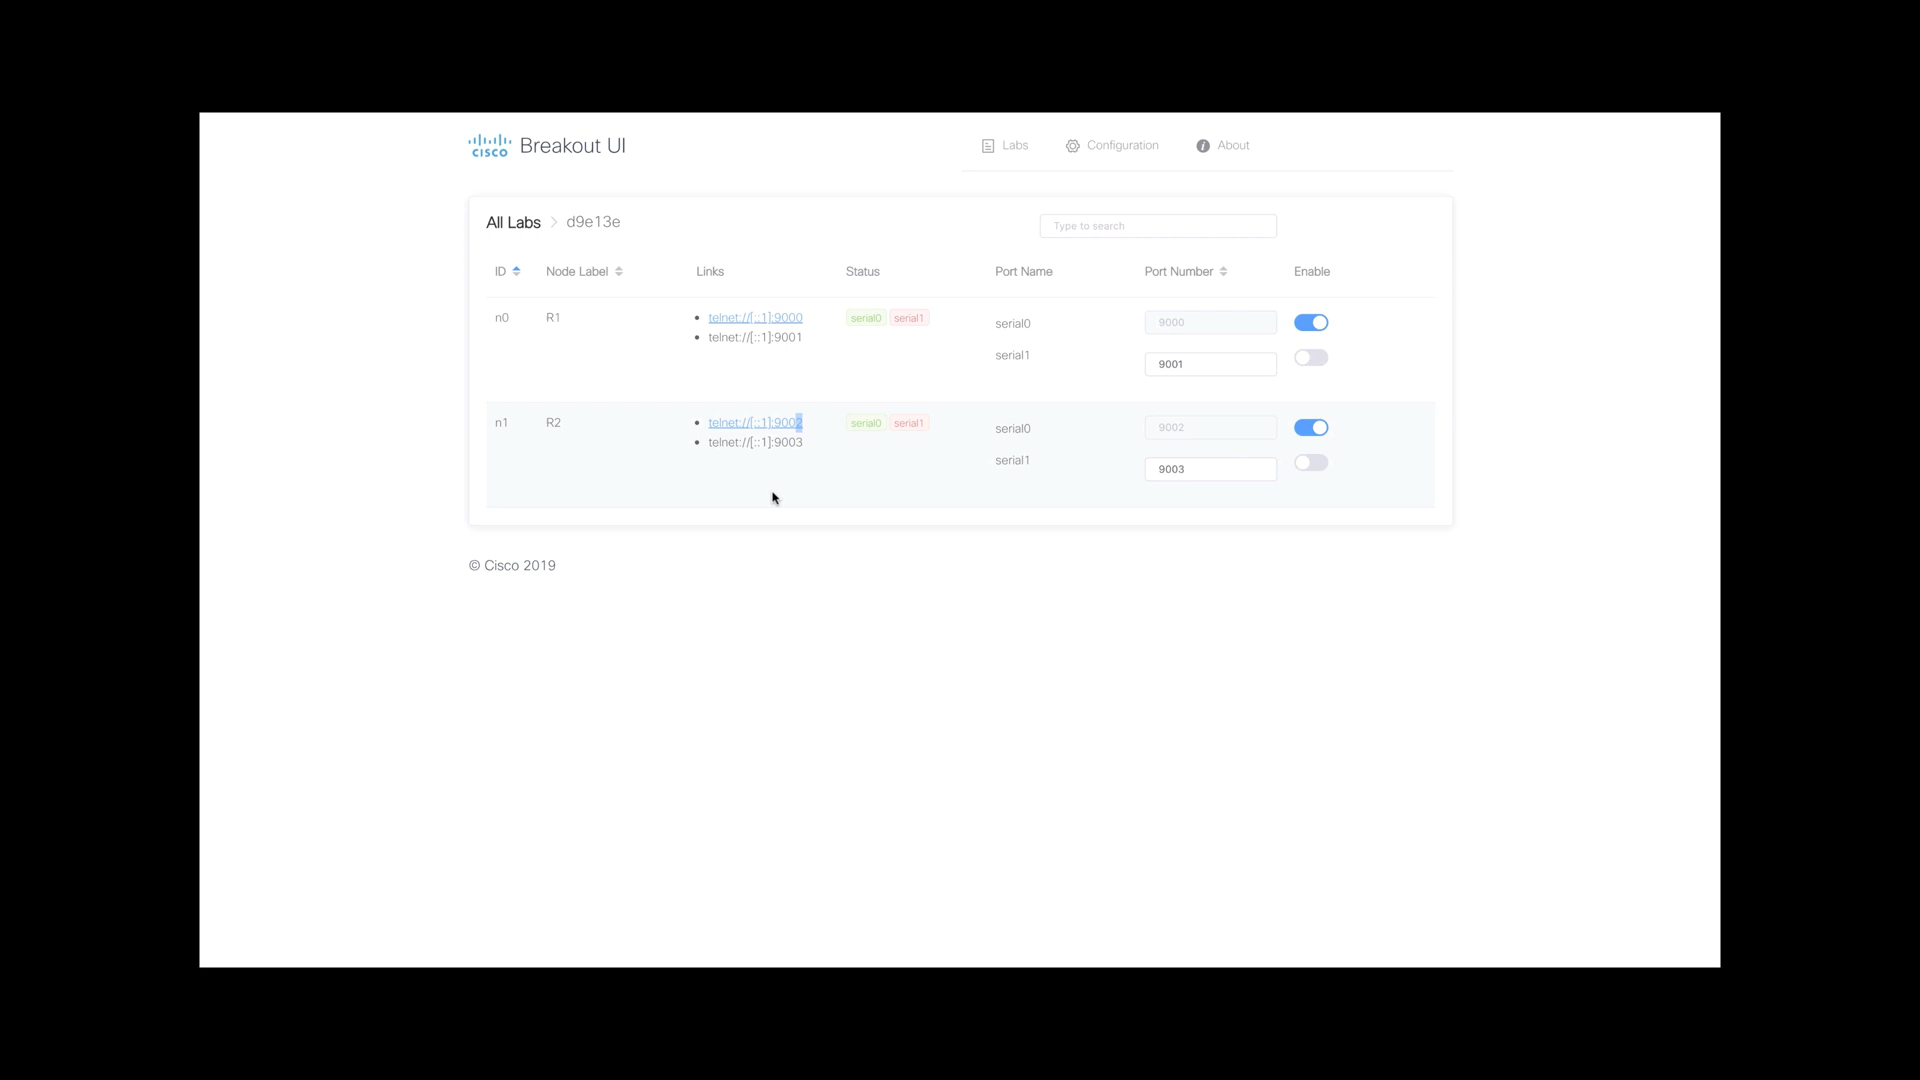 CISCO Breakout UI Labs Configuration About
All Labs > d9e13e Type to search
ID Node Label Links Status Port Name Port Number Enable
n0 R1 telnet://[::1]:9000 serial0 serial1 serial0 9000
telnet://[::1]:9001
serial1 9001
n1 R2 telnet://[::1]:9002 serial0 serial1 serial0 9002
telnet://[::1]:9003
serial1 9003
© Cisco 2019